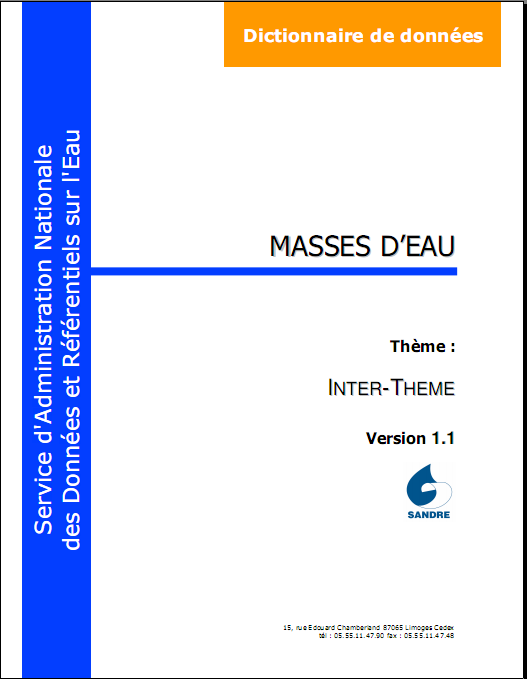 Dictionnaire de données
Service d'Administration Nationale
des Données et Référentiels sur l'Eau
MASSES D'EAU
Thème :
INTER-THEME
Version 1.1
SANDRE
15, rue Edouard Chamberland 87065 Limoges Cedex
tél : 05.55.11.47.90 fax : 05.55.11.47.48